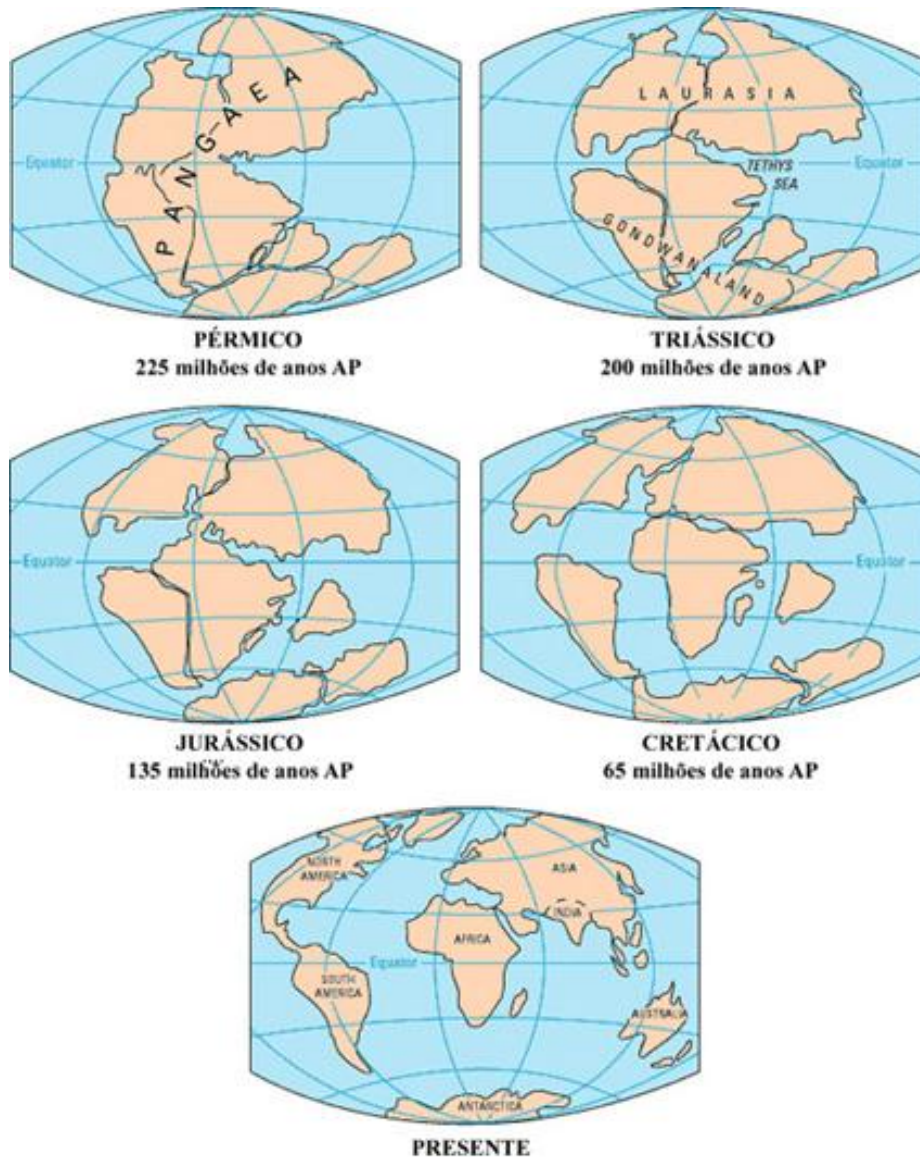 PANGAEA
Equator
PÉRMICO
225 milhões de anos AP
LAURASIA
TETHYS
SEA
Equator
GONDWANALAND
TRIÁSSICO
200 milhões de anos AP
Equator
JURÁSSICO
135 milhões de anos AP
Equator
CRETÁCICO
65 milhões de anos AP
NORTH
AMERICA
ASIA
INDIA
AFRICA
Equator
SOUTH
AMERICA
AUSTRALIA
ANTARCTICA
PRESENTE